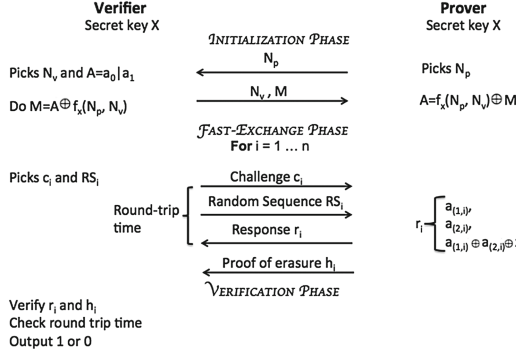 Verifier Prover
Secret key X Secret key X
INITIALIZATION PHASE
Nₚ
Picks Nᵥ and A=a₀|a₁ Picks Nₚ
Nᵥ , M
Do M=A⊕fₓ(Nₚ, Nᵥ) A=fₓ(Nₚ, Nᵥ)⊕M
FAST-EXCHANGE PHASE
For i = 1 ... n
Picks cᵢ and RSᵢ Challenge cᵢ
Random Sequence RSᵢ a₍₁,ᵢ₎,
Round-trip time rᵢ a₍₂,ᵢ₎,
Response rᵢ a₍₁,ᵢ₎⊕a₍₂,ᵢ₎⊕
Proof of erasure hᵢ
VERIFICATION PHASE
Verify rᵢ and hᵢ
Check round trip time
Output 1 or 0